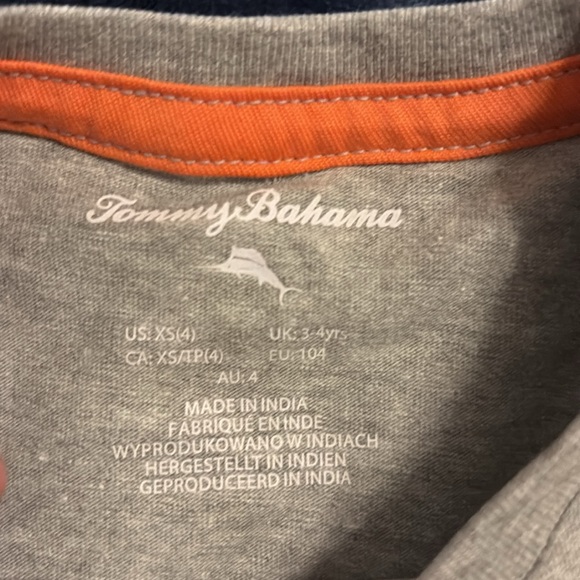 Tommy Bahama
US: XS(4) UK: 3-4yrs
CA: XS/TP(4) EU: 104
AU: 4
MADE IN INDIA
FABRIQUÉ EN INDE
WYPRODUKOWANO W INDIACH
HERGESTELLT IN INDIEN
GEPRODUCEERD IN INDIA